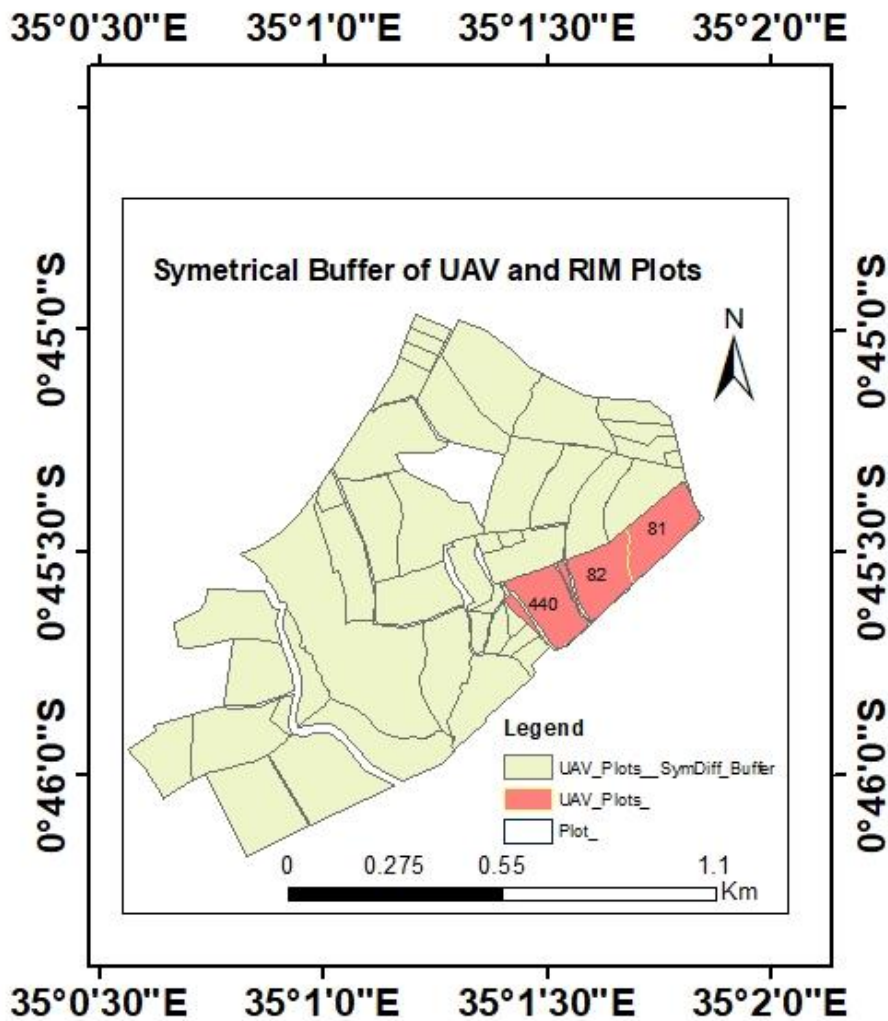 35°0'30"E 35°1'0"E 35°1'30"E 35°2'0"E
Symetrical Buffer of UAV and RIM Plots
N
0°45'0"S 0°45'0"S
81
0°45'30"S 0°45'30"S
82
440
Legend
UAV_Plots__SymDiff_Buffer
UAV_Plots_
Plot_
0°46'0"S 0°46'0"S
0 0.275 0.55 1.1
Km
35°0'30"E 35°1'0"E 35°1'30"E 35°2'0"E